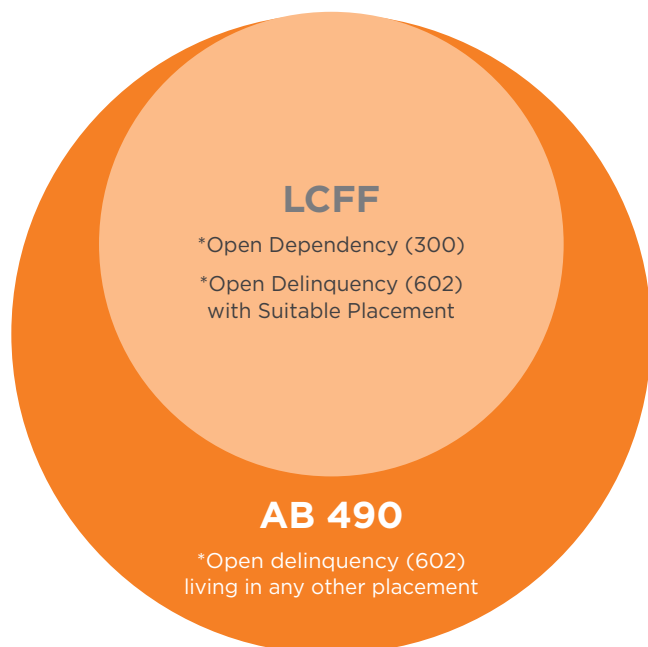 LCFF
*Open Dependency (300)
*Open Delinquency (602)
with Suitable Placement
AB 490
*Open delinquency (602)
living in any other placement